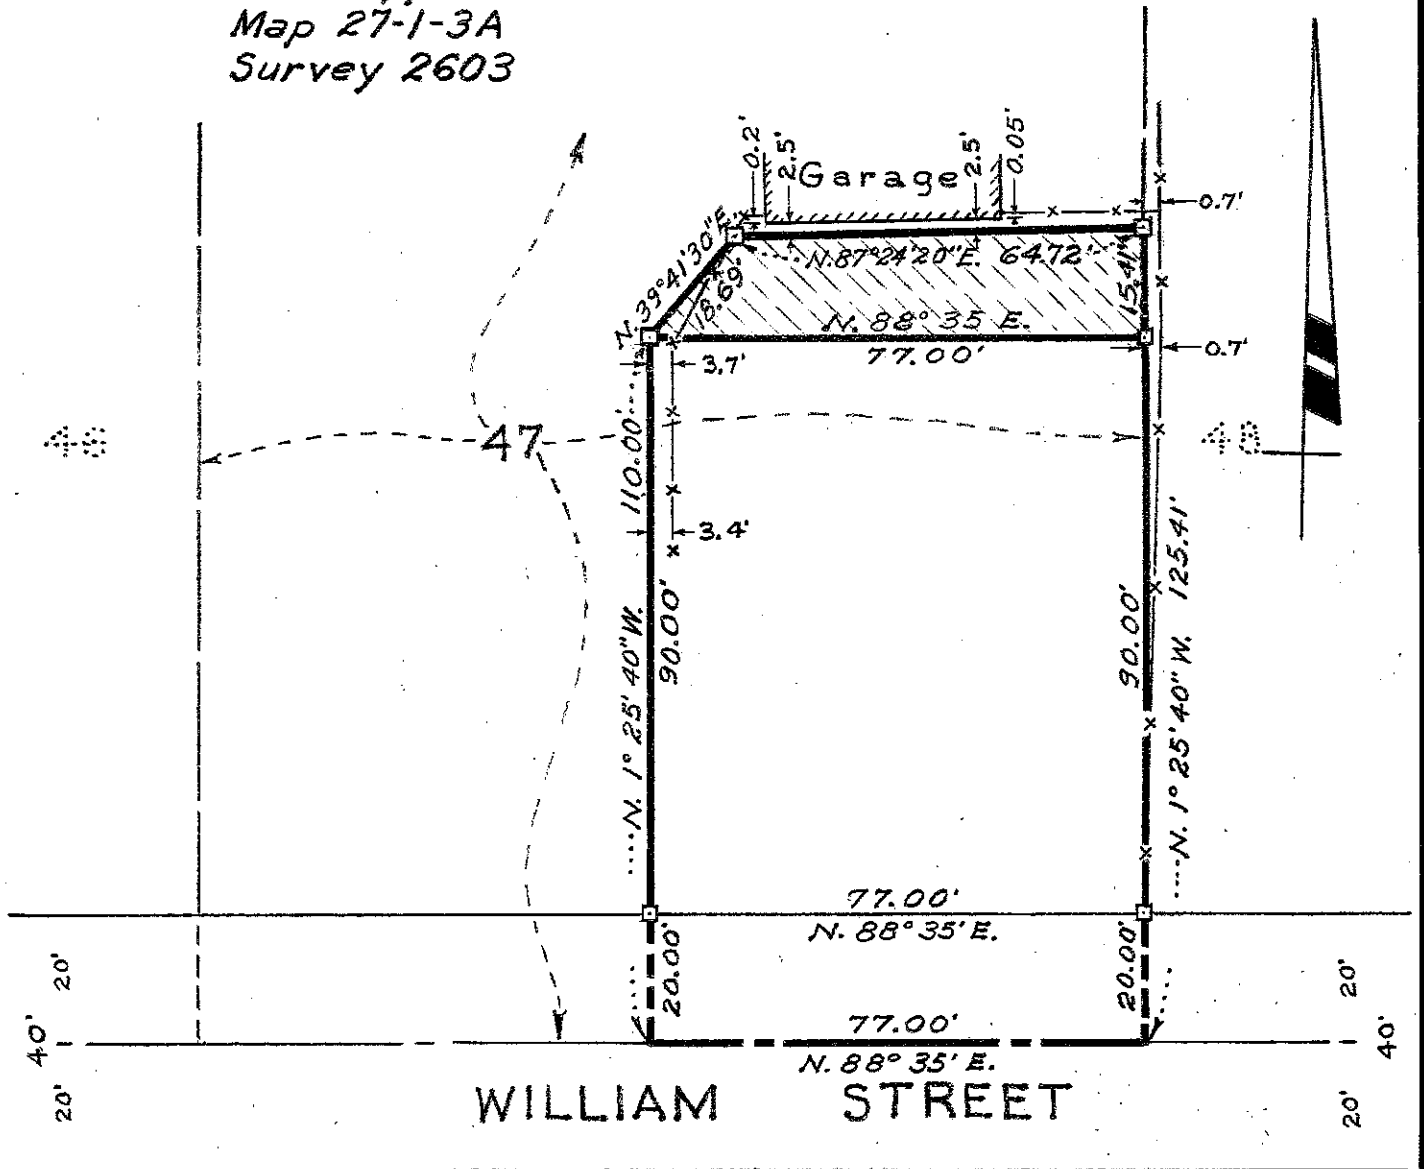 Map 27-1-3A
Survey 2603
0.2'
2.5'
Garage
2.5'
0.05'
0.7'
N. 39°41'30"E.
18.69'
N. 87°24'20"E. 64.72'
15.41'
N. 88° 35 E.
77.00'
0.7'
3.7'
110.00'
47
48
3.4'
125.41'
90.00'
90.00'
N. 1° 25' 40" W.
N. 1° 25' 40" W.
77.00'
N. 88° 35' E.
20'
20.00'
20.00'
20'
40'
77.00'
40'
N. 88° 35' E.
20'
WILLIAM STREET
20'